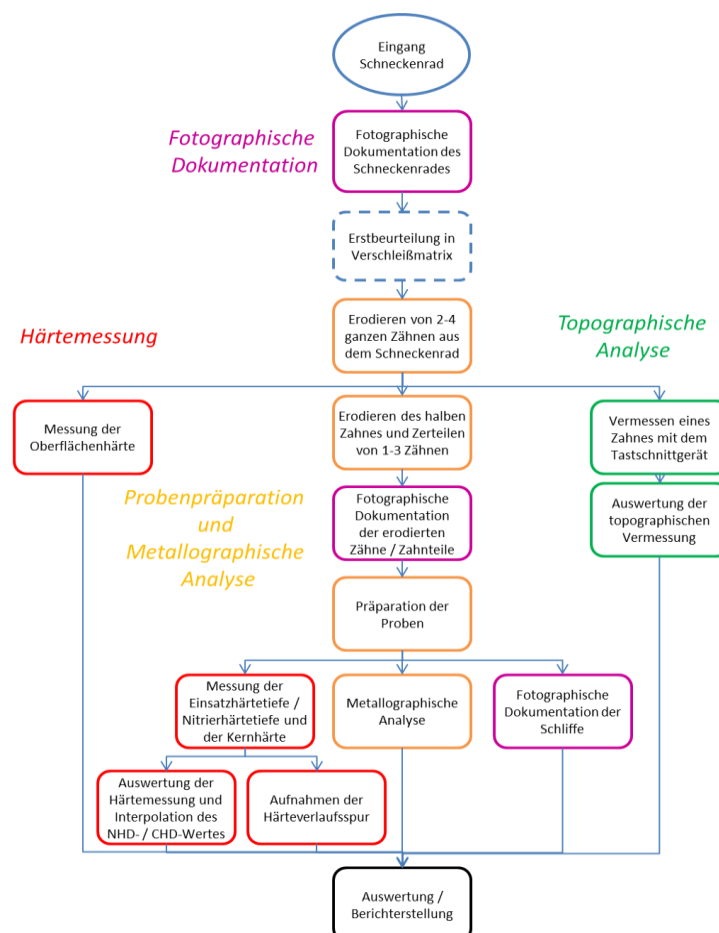 Eingang
Schneckenrad
Fotographische
Dokumentation
Fotographische
Dokumentation des
Schneckenrades
Erstbeurteilung in
Verschleißmatrix
Härtemessung
Erodieren von 2-4
ganzen Zähnen aus
dem Schneckenrad
Topographische
Analyse
Messung der
Oberflächenhärte
Erodieren des halben
Zahnes und Zerteilen
von 1-3 Zähnen
Vermessen eines
Zahnes mit dem
Tastschnittgerät
Probenpräparation
und
Metallographische
Analyse
Fotographische
Dokumentation
der erodierten
Zähne / Zahnteile
Auswertung der
topographischen
Vermessung
Präparation der
Proben
Messung der
Einsatzhärtetiefe /
Nitrierhärtetiefe und
der Kernhärte
Metallographische
Analyse
Fotographische
Dokumentation der
Schliffe
Auswertung der
Härtemessung und
Interpolation des
NHD- / CHD-Wertes
Aufnahmen der
Härteverlaufsspur
Auswertung /
Berichterstellung